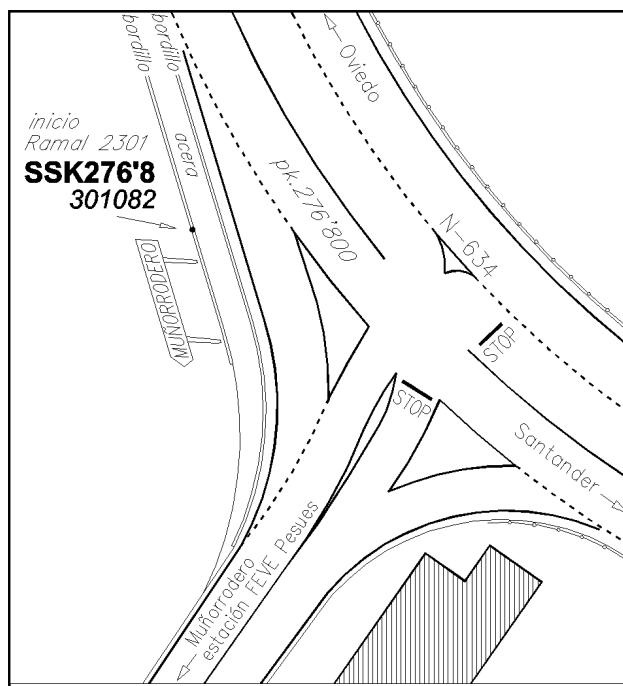 bordillo
bordillo
acera
inicio
Ramal 2301
SSK276'8
301082
MUÑORRODERO
pk.276'800
Oviedo
N-634
STOP
STOP
Santander
Muñorrodero
estación FEVE Pesues